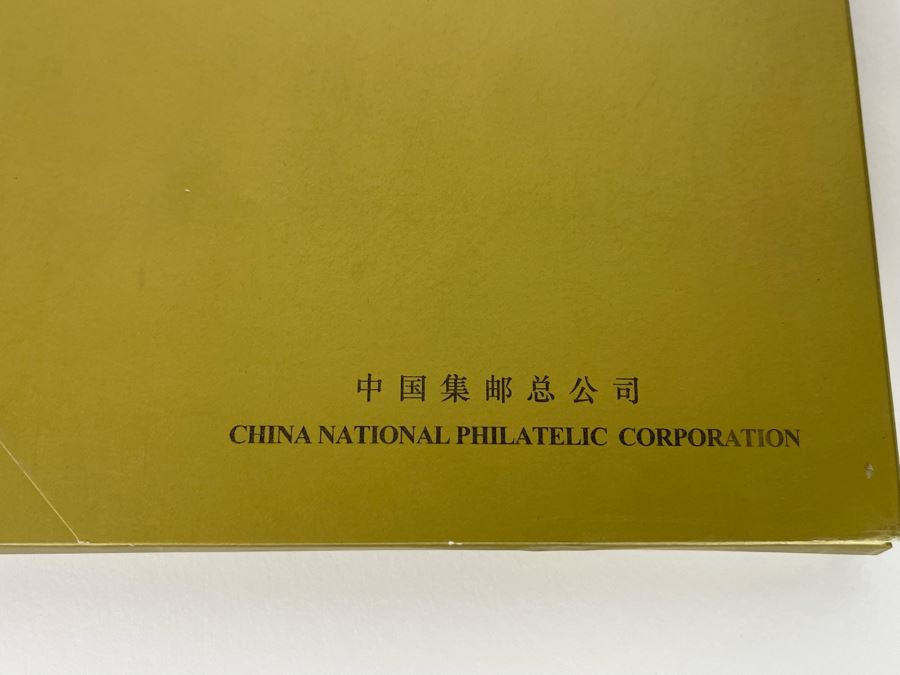 中国集邮总公司
CHINA NATIONAL PHILATELIC CORPORATION